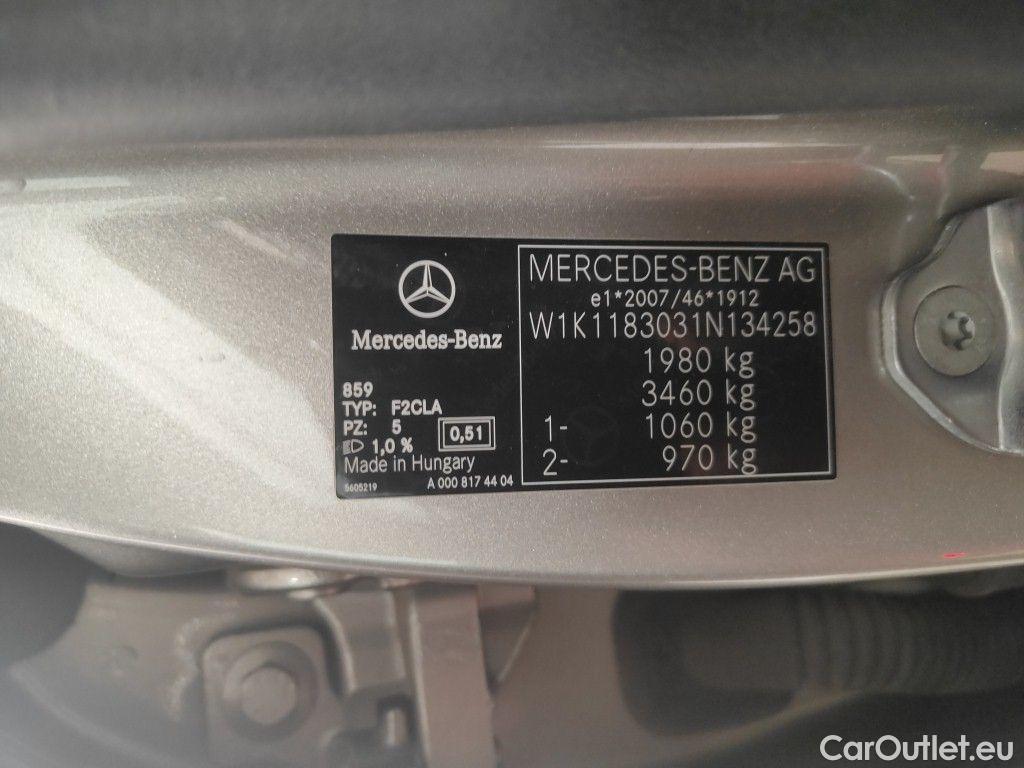 Mercedes-Benz
859
TYP: F2CLA
PZ: 5
1,0 %
0,51
Made in Hungary
5605219
A 000 817 44 04
MERCEDES-BENZ AG
e1*2007/46*1912
W1K1183031N134258
1980 kg
3460 kg
1- 1060 kg
2- 970 kg
CarOutlet.eu